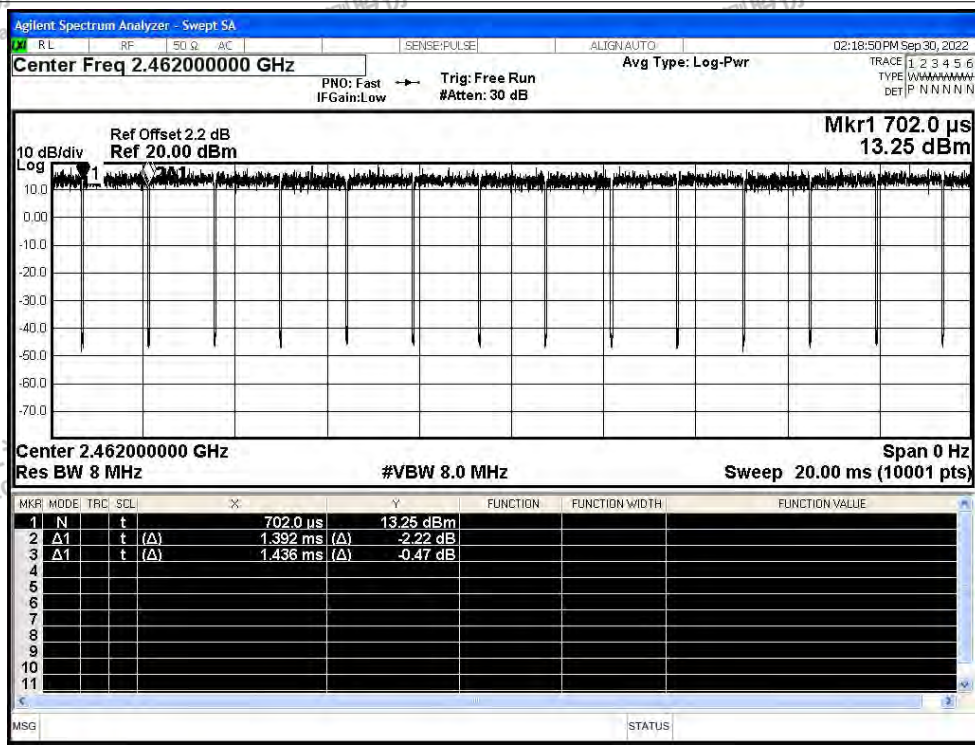 Agilent Spectrum Analyzer - Swept SA
RL RF 50 Ω AC SENSE:PULSE ALIGN AUTO 02:18:50 PM Sep 30, 2022
Center Freq 2.462000000 GHz Avg Type: Log-Pwr TRACE 1 2 3 4 5 6
PNO: Fast Trig: Free Run TYPE WWWWWW
IFGain:Low #Atten: 30 dB DET P N N N N N
Mkr1 702.0 µs
Ref Offset 2.2 dB
10 dB/div Ref 20.00 dBm 13.25 dBm
Log
1 2Δ1
10.0
0.00
-10.0
-20.0
-30.0
-40.0
-50.0
-60.0
-70.0
Center 2.462000000 GHz Span 0 Hz
Res BW 8 MHz #VBW 8.0 MHz Sweep 20.00 ms (10001 pts)
MKR MODE TRC SCL X Y FUNCTION FUNCTION WIDTH FUNCTION VALUE
1 N t 702.0 µs 13.25 dBm
2 Δ1 t (Δ) 1.392 ms (Δ) -2.22 dB
3 Δ1 t (Δ) 1.436 ms (Δ) -0.47 dB
4
5
6
7
8
9
10
11
MSG STATUS